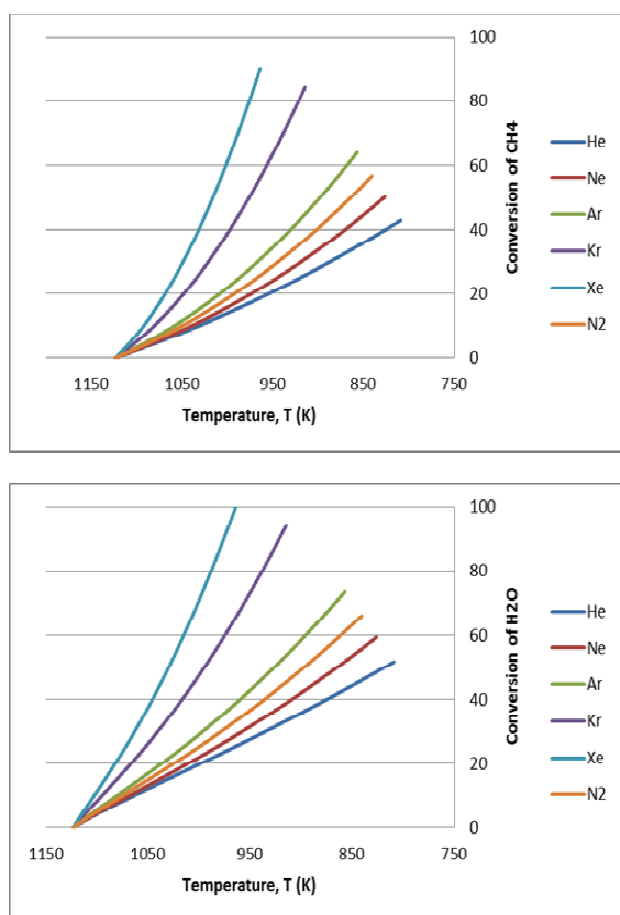 100
80
60
40
20
0
Conversion of CH4
He
Ne
Ar
Kr
Xe
N2
1150 1050 950 850 750
Temperature, T (K)
100
80
60
40
20
0
Conversion of H2O
He
Ne
Ar
Kr
Xe
N2
1150 1050 950 850 750
Temperature, T (K)